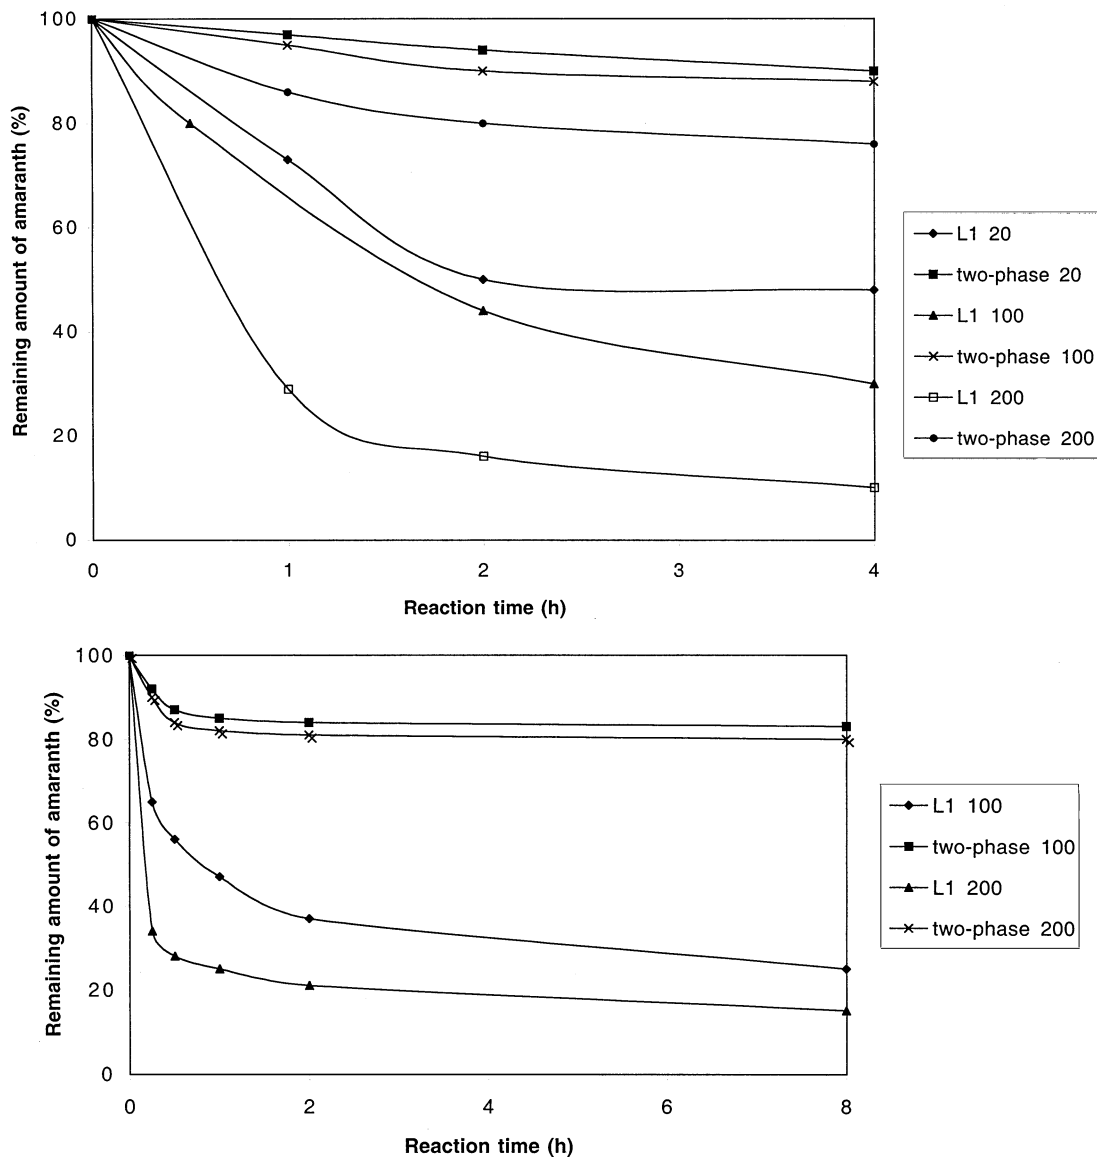 100
80
60
40
20
0
0 1 2 3 4
Remaining amount of amaranth (%)
Reaction time (h)
L1 20
two-phase 20
L1 100
two-phase 100
L1 200
two-phase 200
100
80
60
40
20
0
0 2 4 6 8
Remaining amount of amaranth (%)
Reaction time (h)
L1 100
two-phase 100
L1 200
two-phase 200